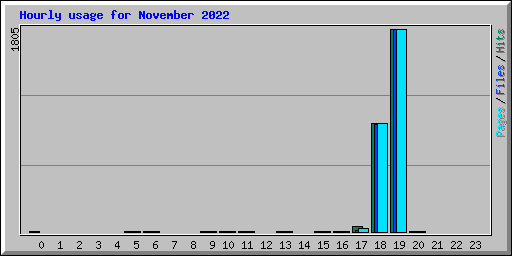 Hourly usage for November 2022
1805
Pages/Files/Hits
0 1 2 3 4 5 6 7 8 9 10 11 12 13 14 15 16 17 18 19 20 21 22 23